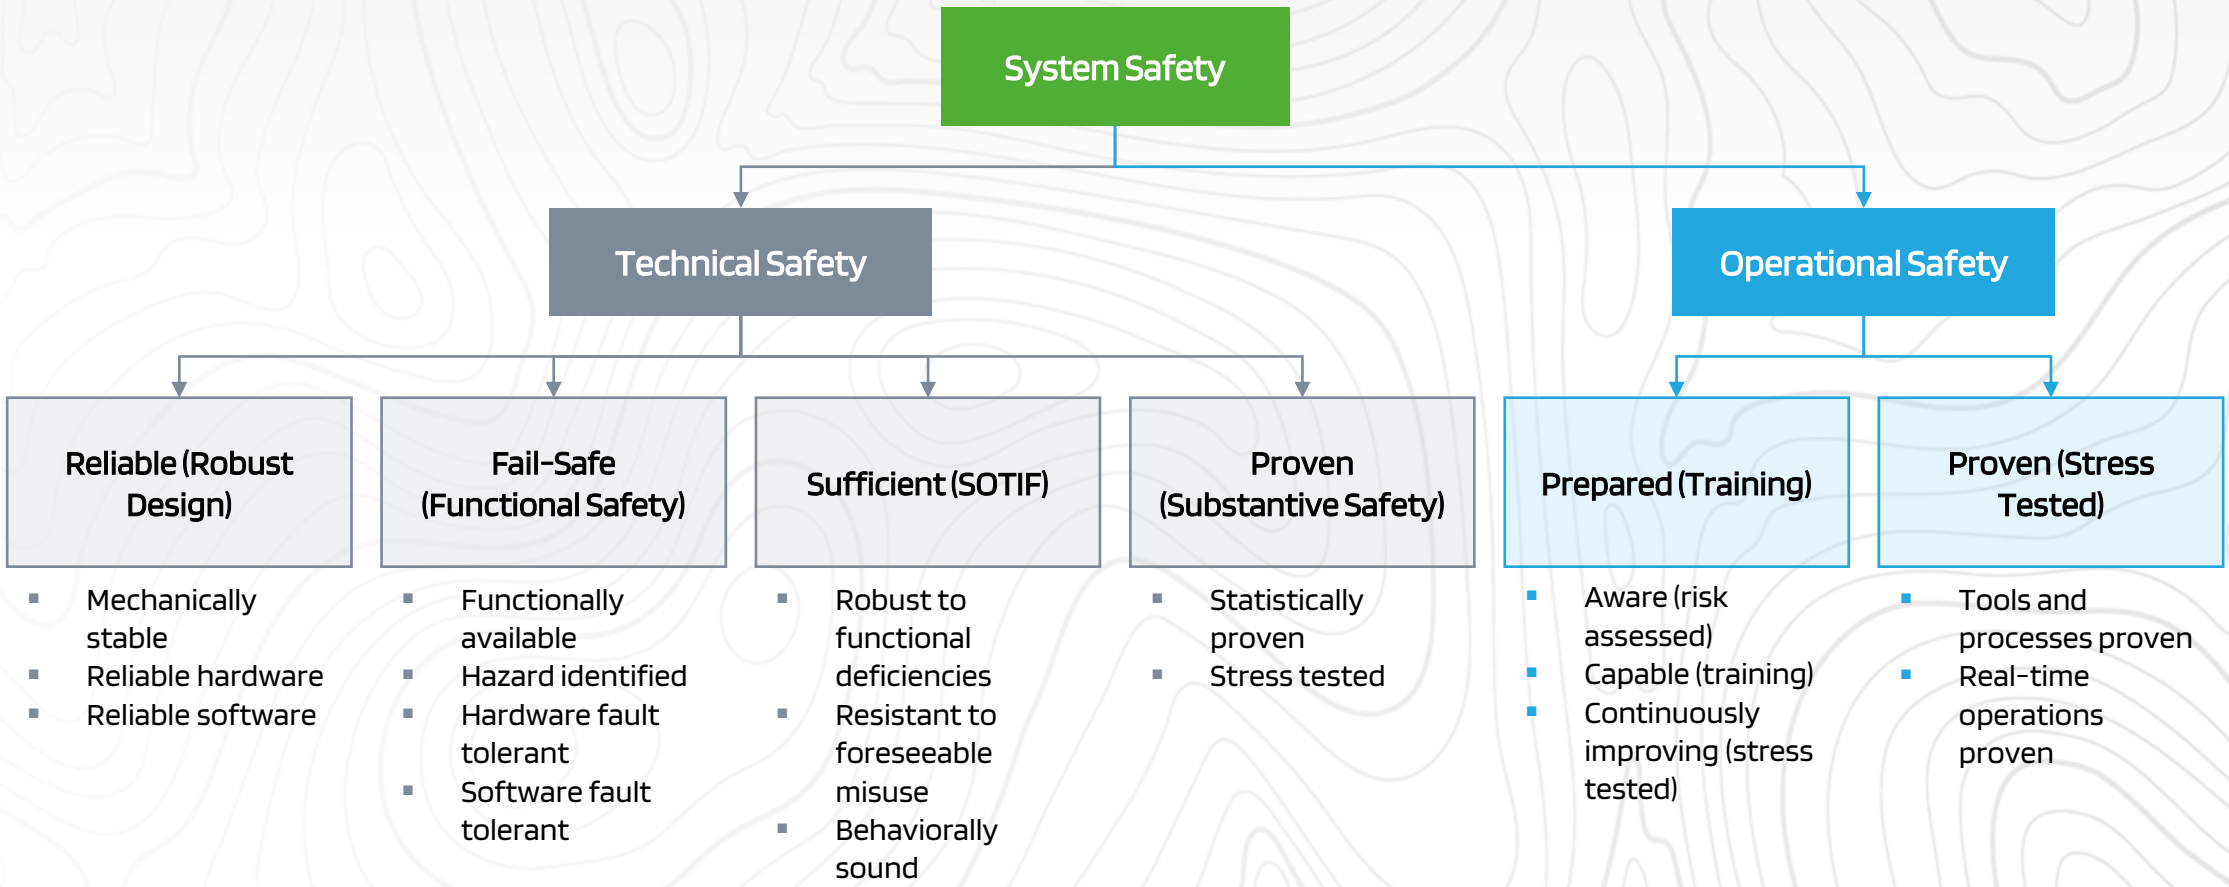 System Safety
Technical Safety
Operational Safety
Reliable (Robust
Design)
Fail-Safe
(Functional Safety)
Sufficient (SOTIF)
Proven
(Substantive Safety)
Prepared (Training)
Proven (Stress
Tested)
▪ Mechanically
stable
▪ Reliable hardware
▪ Reliable software
▪ Functionally
available
▪ Hazard identified
▪ Hardware fault
tolerant
▪ Software fault
tolerant
▪ Robust to
functional
deficiencies
▪ Resistant to
foreseeable
misuse
▪ Behaviorally
sound
▪ Statistically
proven
▪ Stress tested
▪ Aware (risk
assessed)
▪ Capable (training)
▪ Continuously
improving (stress
tested)
▪ Tools and
processes proven
▪ Real-time
operations
proven